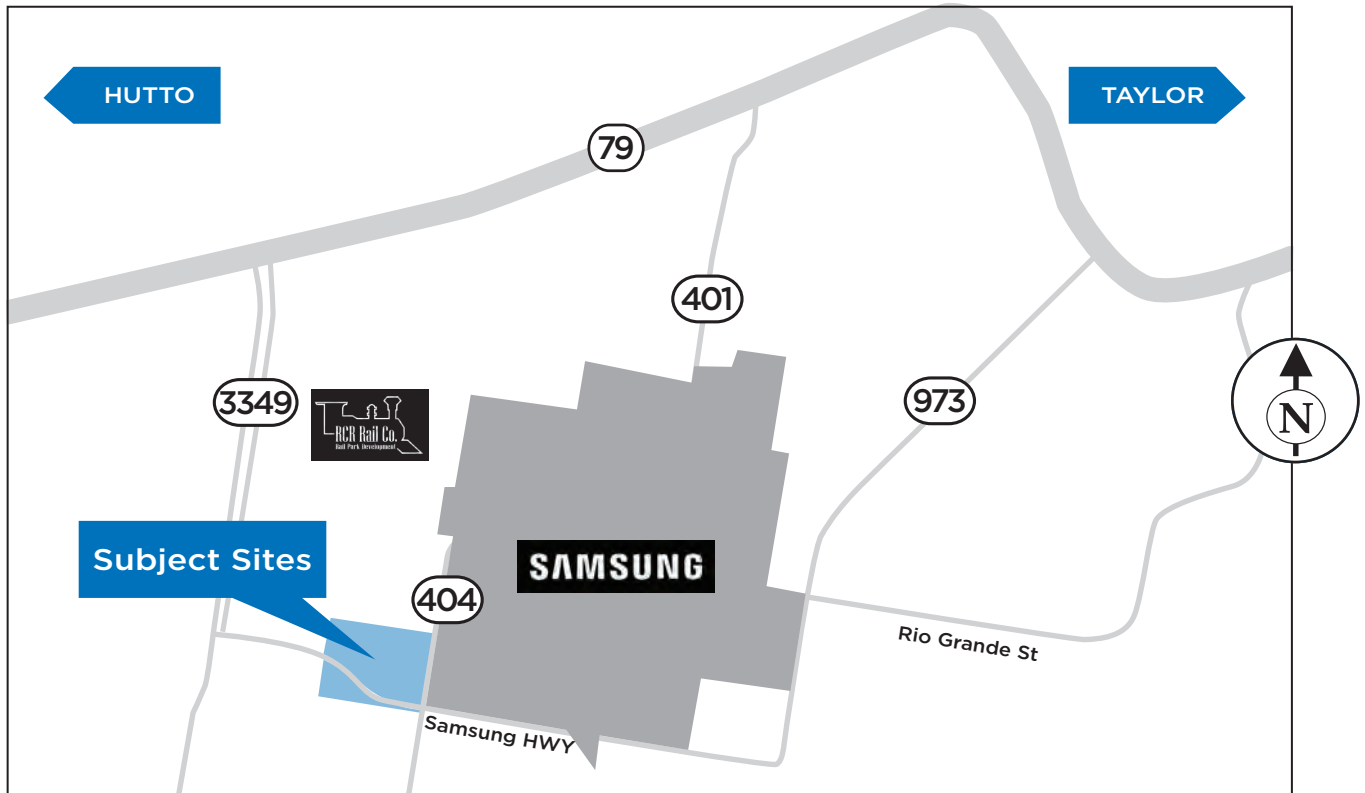 HUTTO
TAYLOR
79
401
3349
RCR Rail Co.
Rail Park Development
973
N
Subject Sites
SAMSUNG
404
Rio Grande St
Samsung HWY